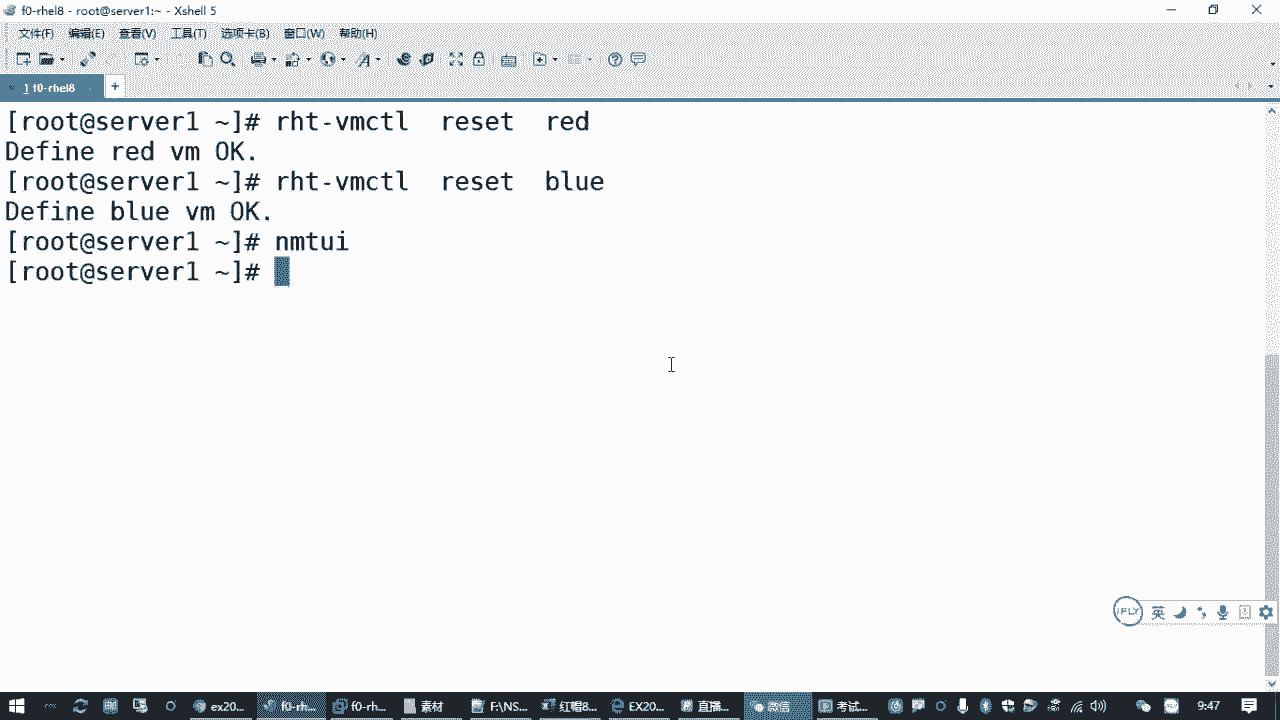 f0-rhel8 - root@server1:~ - Xshell 5
文件(F) 编辑(E) 查看(V) 工具(T) 选项卡(B) 窗口(W) 帮助(H)
1 f0-rhel8
[root@server1 ~]# rht-vmctl  reset  red
Define red vm OK.
[root@server1 ~]# rht-vmctl  reset  blue
Define blue vm OK.
[root@server1 ~]# nmtui
[root@server1 ~]#
iFLY 英
ex20... f0-rh... f0-rh... 素材 F:\NS... 红帽8... EX20... 直播... 微信 考试... 9:47